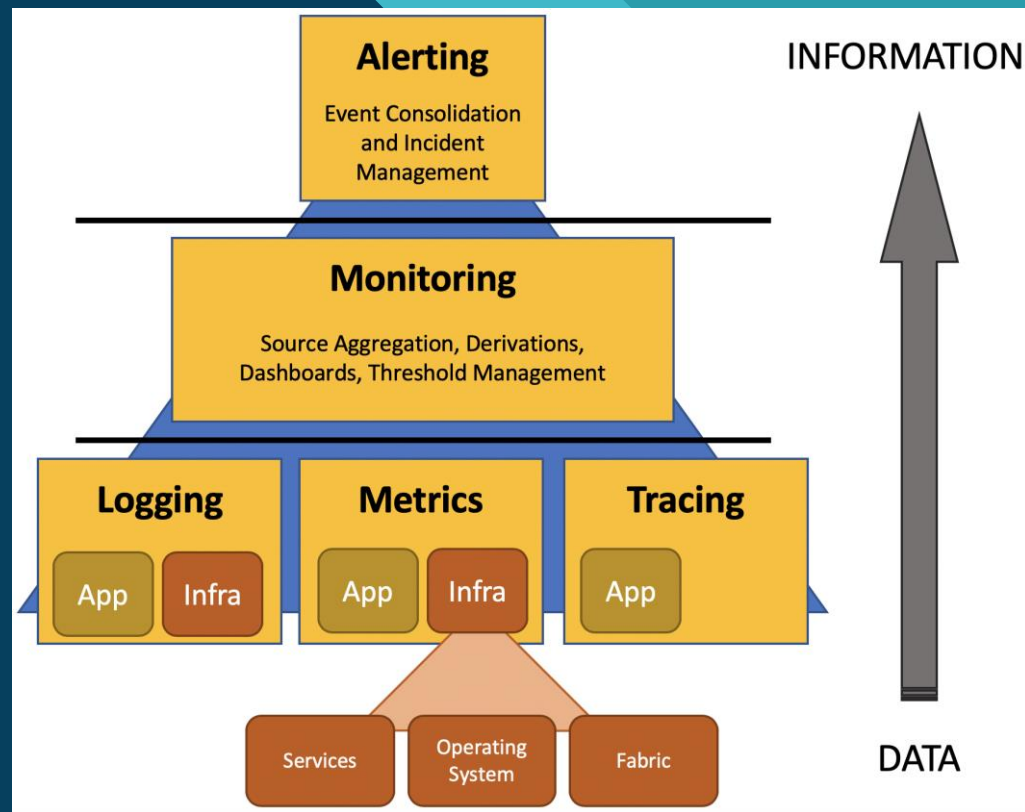 Alerting
Event Consolidation
and Incident
Management
INFORMATION
Monitoring
Source Aggregation, Derivations,
Dashboards, Threshold Management
Logging
App
Infra
Metrics
App
Infra
Tracing
App
Services
Operating
System
Fabric
DATA